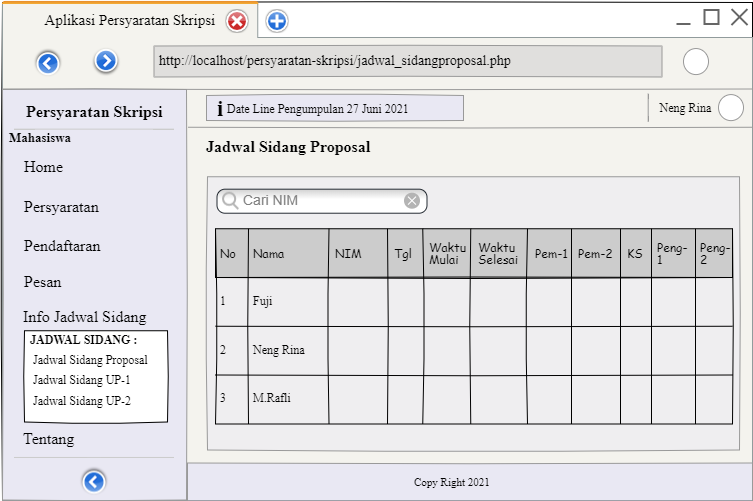 Aplikasi Persyaratan Skripsi
http://localhost/persyaratan-skripsi/jadwal_sidangproposal.php
Persyaratan Skripsi
Mahasiswa
Home
Persyaratan
Pendaftaran
Pesan
Info Jadwal Sidang
JADWAL SIDANG :
Jadwal Sidang Proposal
Jadwal Sidang UP-1
Jadwal Sidang UP-2
Tentang
i Date Line Pengumpulan 27 Juni 2021
Neng Rina
Jadwal Sidang Proposal
Cari NIM
No Nama NIM Tgl Waktu Mulai Waktu Selesai Pem-1 Pem-2 KS Peng-1 Peng-2
1 Fuji
2 Neng Rina
3 M.Rafli
Copy Right 2021